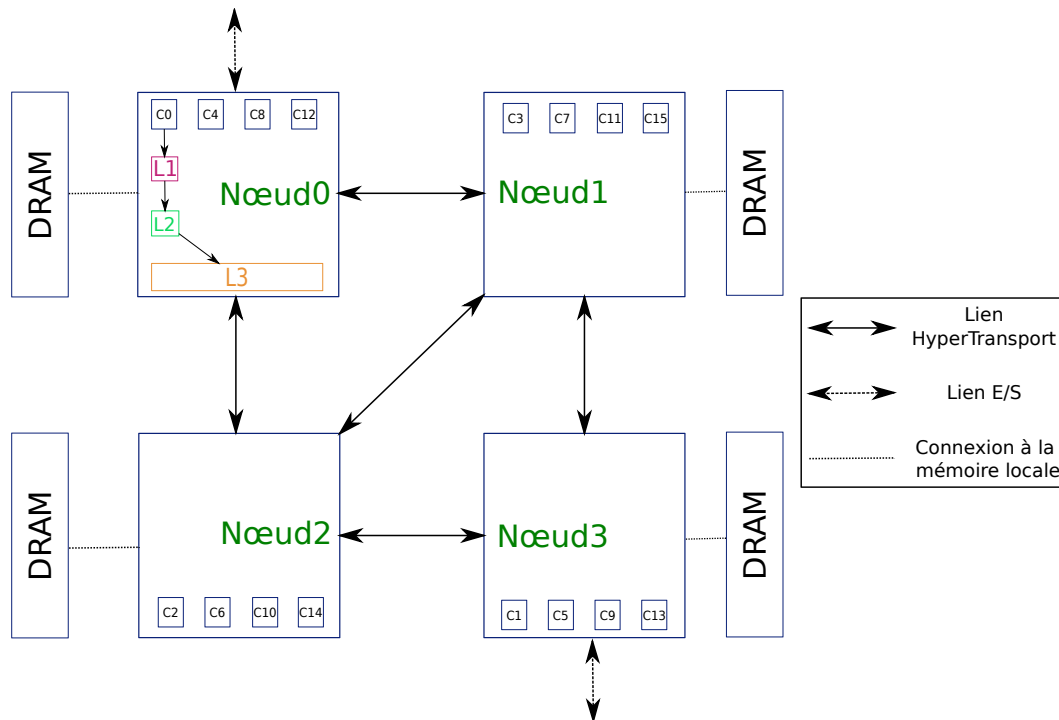 C0 C4 C8 C12
C3 C7 C11 C15
DRAM
L1
Nœud0
Nœud1
DRAM
L2
L3
Lien
HyperTransport
Lien E/S
Connexion à la
mémoire locale
DRAM
Nœud2
Nœud3
DRAM
C2 C6 C10 C14
C1 C5 C9 C13